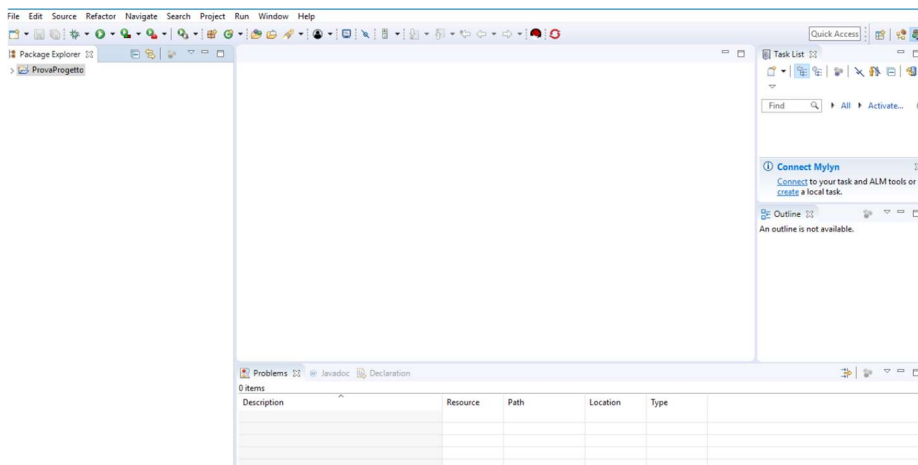 File Edit Source Refactor Navigate Search Project Run Window Help
Quick Access
Package Explorer
ProvaProgetto
Task List
Find All Activate...
Connect Mylyn
Connect to your task and ALM tools or
create a local task.
Outline
An outline is not available.
Problems Javadoc Declaration
0 items
Description Resource Path Location Type